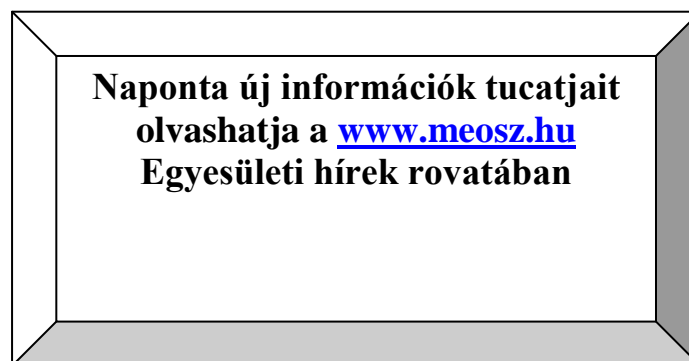 Naponta új információk tucatjait
olvashatja a www.meosz.hu
Egyesületi hírek rovatában